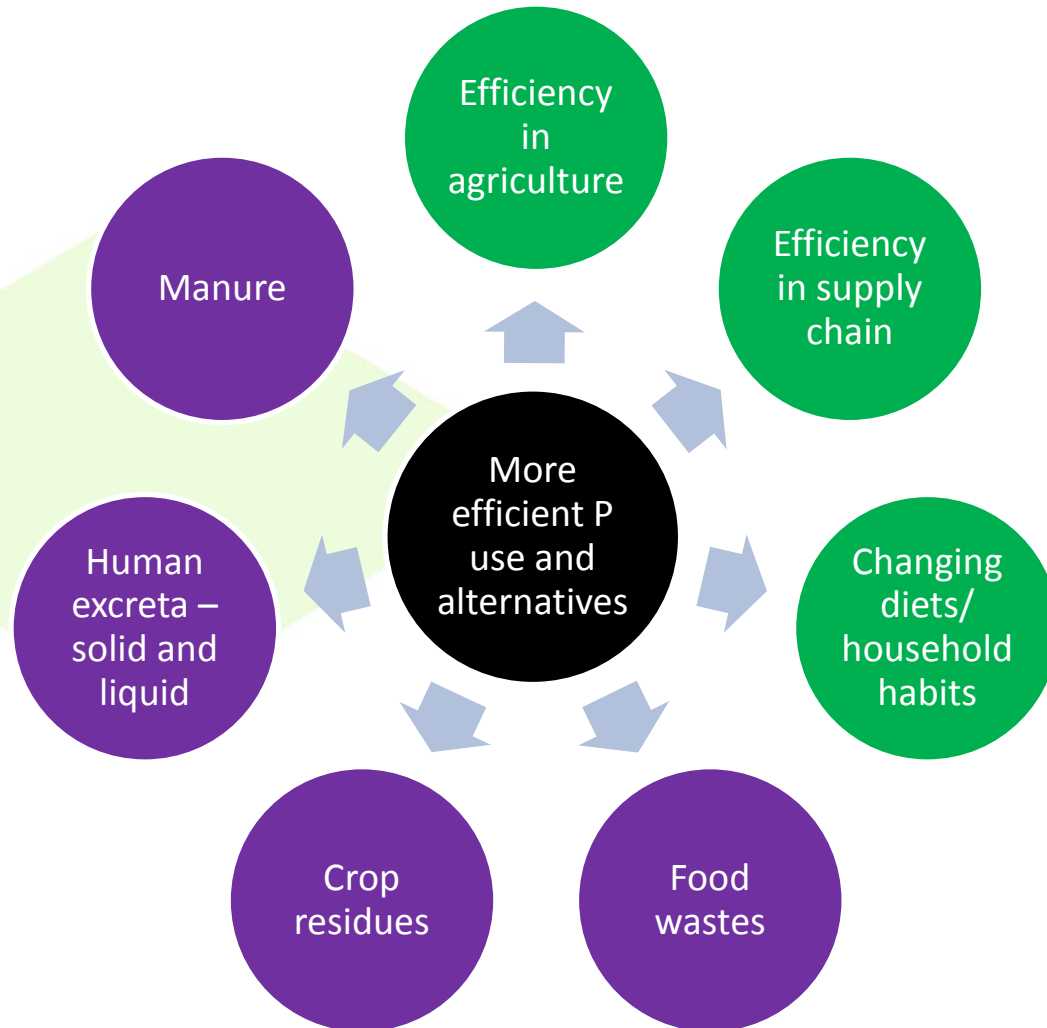 Efficiency
in
agriculture
Efficiency
in supply
chain
Changing
diets/
household
habits
Food
wastes
Crop
residues
Human
excreta –
solid and
liquid
Manure
More
efficient P
use and
alternatives